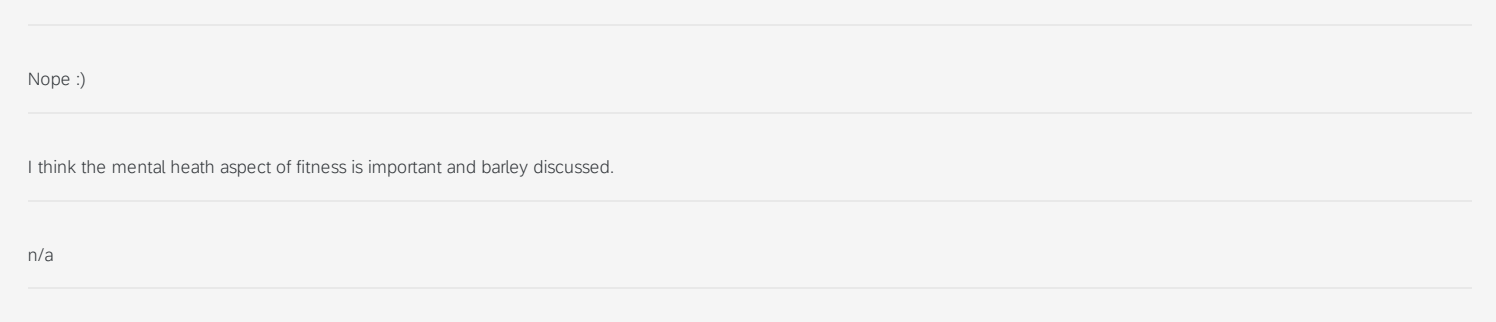 Nope :)
I think the mental heath aspect of fitness is important and barley discussed.
n/a